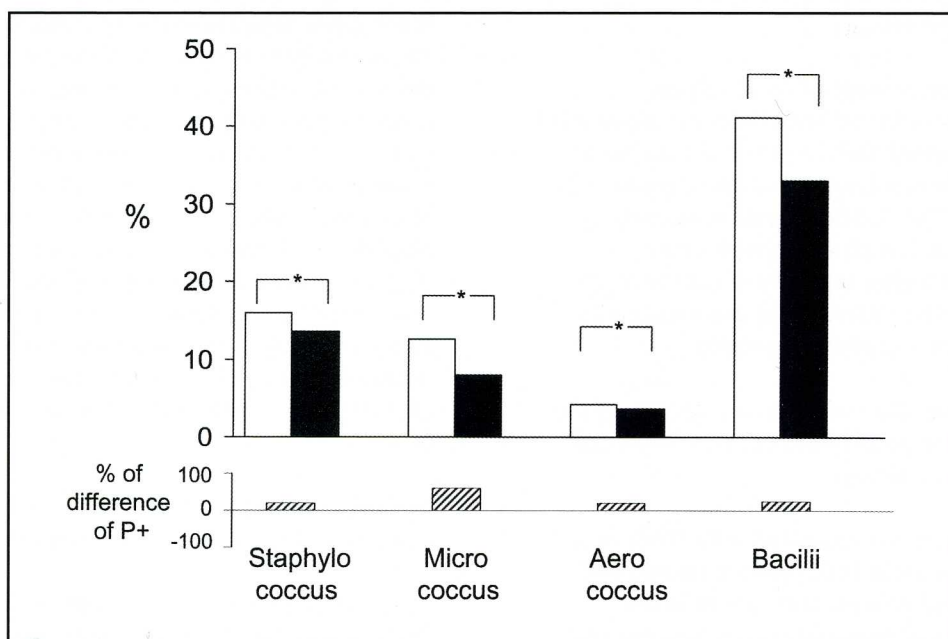 50
40
%
30
20
10
0
*
*
*
*
% of
difference
of P+
100
0
-100
Staphylo
coccus
Micro
coccus
Aero
coccus
Bacilii